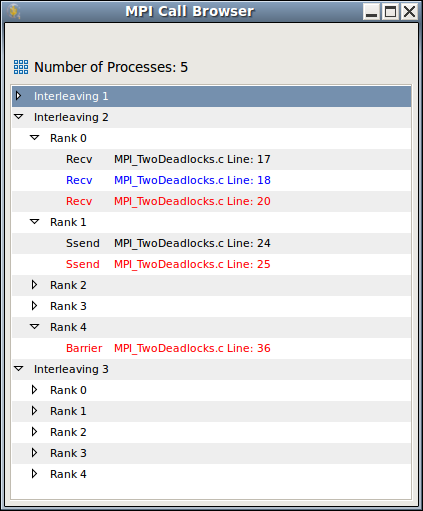 MPI Call Browser
Number of Processes: 5
Interleaving 1
Interleaving 2
Rank 0
Recv MPI_TwoDeadlocks.c Line: 17
Recv MPI_TwoDeadlocks.c Line: 18
Recv MPI_TwoDeadlocks.c Line: 20
Rank 1
Ssend MPI_TwoDeadlocks.c Line: 24
Ssend MPI_TwoDeadlocks.c Line: 25
Rank 2
Rank 3
Rank 4
Barrier MPI_TwoDeadlocks.c Line: 36
Interleaving 3
Rank 0
Rank 1
Rank 2
Rank 3
Rank 4